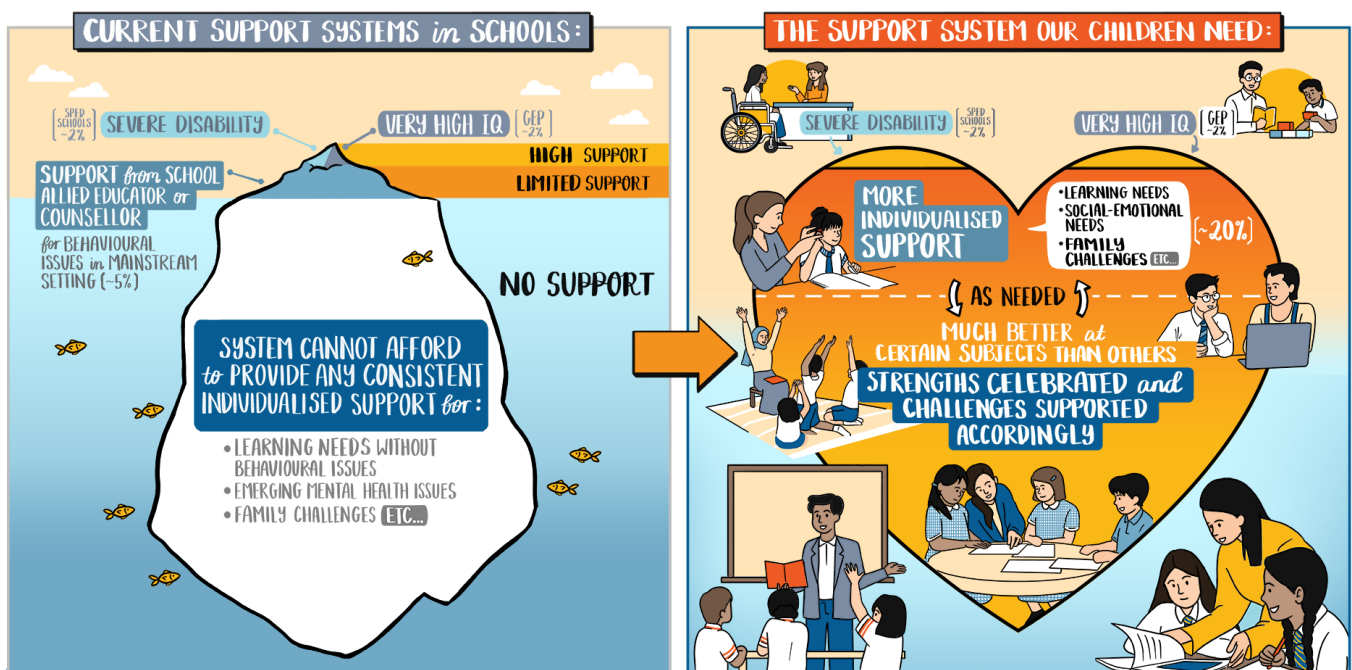 CURRENT SUPPORT SYSTEMS in SCHOOLS:
[SPED
SCHOOLS
~2%]
SEVERE DISABILITY
VERY HIGH IQ
[GEP
~2%]
HIGH SUPPORT
LIMITED SUPPORT
SUPPORT from SCHOOL
ALLIED EDUCATOR or
COUNSELLOR
for BEHAVIOURAL
ISSUES in MAINSTREAM
SETTING (~5%)
NO SUPPORT
SYSTEM CANNOT AFFORD
to PROVIDE ANY CONSISTENT
INDIVIDUALISED SUPPORT for:
• LEARNING NEEDS WITHOUT
BEHAVIOURAL ISSUES
• EMERGING MENTAL HEALTH ISSUES
• FAMILY CHALLENGES ETC...
THE SUPPORT SYSTEM OUR CHILDREN NEED:
SEVERE DISABILITY
[SPED
SCHOOLS
~2%]
VERY HIGH IQ
[GEP
~2%]
MORE
INDIVIDUALISED
SUPPORT
• LEARNING NEEDS
• SOCIAL-EMOTIONAL
NEEDS
• FAMILY
CHALLENGES ETC...
[~20%]
AS NEEDED
MUCH BETTER at
CERTAIN SUBJECTS THAN OTHERS
STRENGTHS CELEBRATED and
CHALLENGES SUPPORTED
ACCORDINGLY